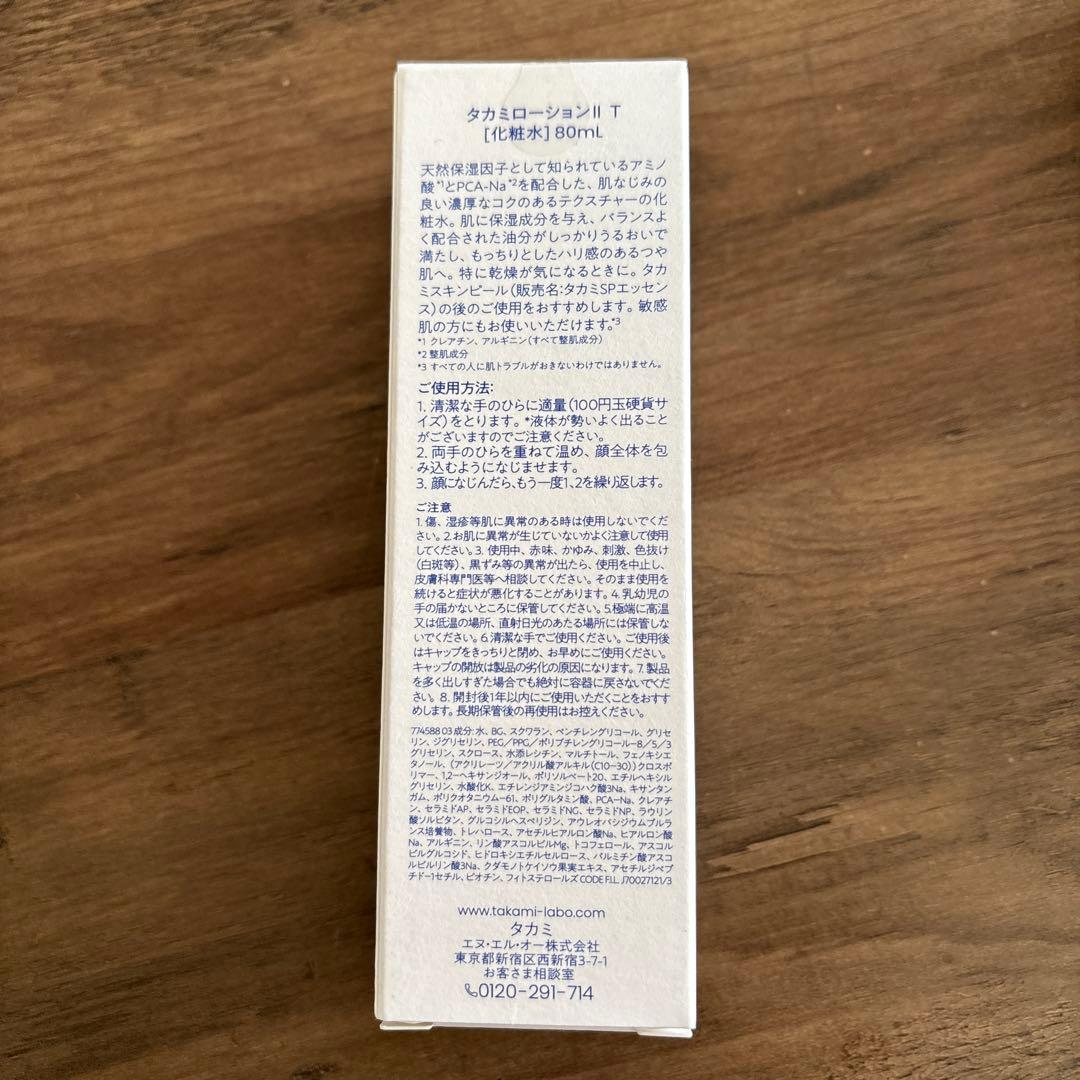 タカミローションII T
[化粧水] 80mL
天然保湿因子として知られているアミノ
酸*1とPCA-Na*2を配合した、肌なじみの
良い濃厚なコクのあるテクスチャーの化
粧水。肌に保湿成分を与え、バランスよ
く配合された油分がしっかりうるおいで
満たし、もっちりとしたハリ感のあるつや
肌へ。特に乾燥が気になるときに。タカ
ミスキンピール(販売名:タカミSPエッセン
ス)の後のご使用をおすすめします。敏感
肌の方にもお使いいただけます。*3
*1 クレアチン、アルギニン(すべて整肌成分)
*2 整肌成分
*3 すべての人に肌トラブルがおきないわけではありません。
ご使用方法:
1. 清潔な手のひらに適量(100円玉硬貨サ
イズ)をとります。*液体が勢いよく出ること
がございますのでご注意ください。
2. 両手のひらを重ねて温め、顔全体を包
み込むようになじませます。
3. 顔になじんだら、もう一度1、2を繰り返します。
ご注意
1. 傷、湿疹等肌に異常のある時は使用しないでくだ
さい。2.お肌に異常が生じていないかよく注意して使用
してください。3. 使用中、赤味、かゆみ、刺激、色抜け
(白斑等)、黒ずみ等の異常が出たら、使用を中止し、
皮膚科専門医等へ相談してください。そのまま使用を
続けると症状が悪化することがあります。4. 乳幼児の
手の届かないところに保管してください。5.極端に高温
又は低温の場所、直射日光のあたる場所には保管しな
いでください。6.清潔な手でご使用ください。ご使用後
はキャップをきっちりと閉め、お早めにご使用ください。
キャップの開放は製品の劣化の原因になります。7. 製品
を多く出しすぎた場合でも絶対に容器に戻さないでくだ
さい。8. 開封後1年以内にご使用いただくことをおすす
めします。長期保管後の再使用はお控えください。
774588 03 成分: 水、BG、スクワラン、ペンチレングリコール、グリセ
リン、ジグリセリン、PEG/PPG/ポリブチレングリコール-8/5/3
グリセリン、スクロース、水添レシチン、マルチトール、フェノキシエ
タノール、(アクリレーツ/アクリル酸アルキル(C10-30))クロスポ
リマー、1,2-ヘキサンジオール、ポリソルベート20、エチルヘキシル
グリセリン、水酸化K、エチレンジアミンジコハク酸3Na、キサンタン
ガム、ポリクオタニウム-61、ポリグルタミン酸、PCA-Na、クレアチ
ン、セラミドAP、セラミドEOP、セラミドNG、セラミドNP、ラウリン
酸ソルビタン、グルコシルヘスペリジン、アウレオバシジウムプルラ
ンス培養物、トレハロース、アセチルヒアルロン酸Na、ヒアルロン酸
Na、アルギニン、リン酸アスコルビルMg、トコフェロール、アスコル
ビルグルコシド、ヒドロキシエチルセルロース、パルミチン酸アスコ
ルビルリン酸3Na、クダモノトケイソウ果実エキス、アセチルジペプ
チド-1セチル、ビオチン、フィトステロールズ CODE F.I.L. J70027121/3
www.takami-labo.com
タカミ
エヌ・エル・オー株式会社
東京都新宿区西新宿3-7-1
お客さま相談室
0120-291-714